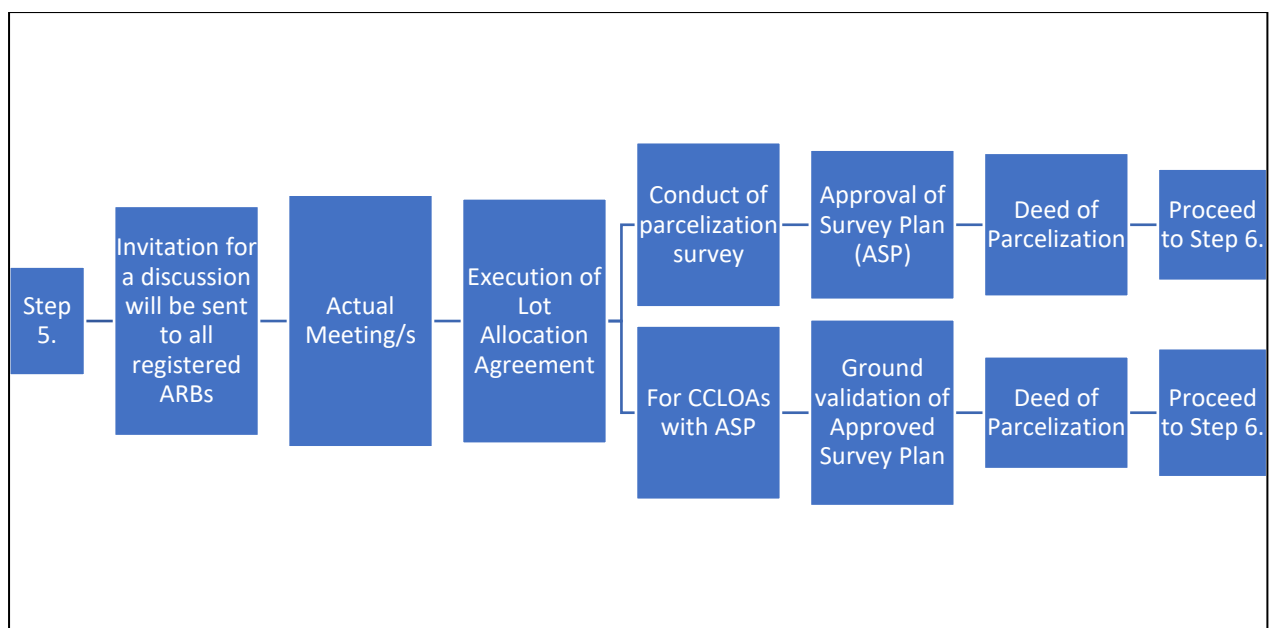 Step
5.
Invitation for
a discussion
will be sent
to all
registered
ARBs
Actual
Meeting/s
Execution of
Lot
Allocation
Agreement
Conduct of
parcelization
survey
Approval of
Survey Plan
(ASP)
Deed of
Parcelization
Proceed
to Step 6.
For CCLOAs
with ASP
Ground
validation of
Approved
Survey Plan
Deed of
Parcelization
Proceed
to Step 6.